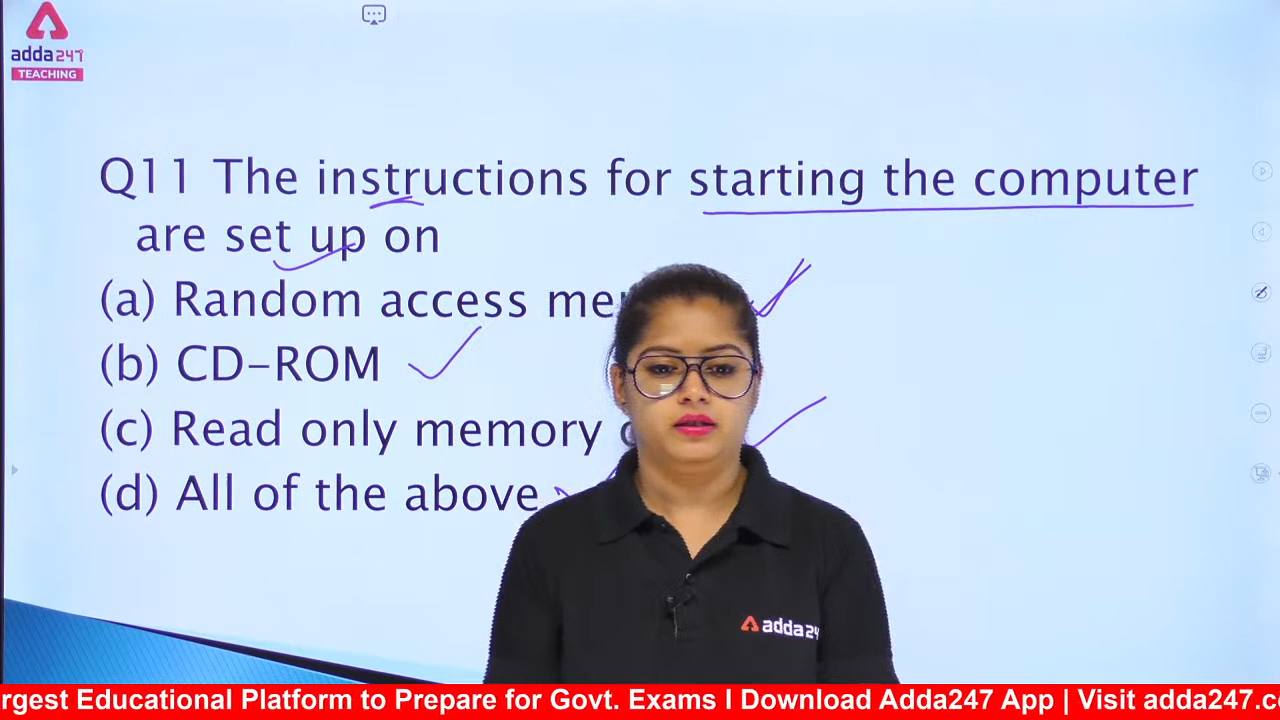 adda247
TEACHING
Q11 The instructions for starting the computer
are set up on
(a) Random access
(b) CD-ROM
(c) Read only memory
(d) All of the above
adda24
rgest Educational Platform to Prepare for Govt. Exams I Download Adda247 App | Visit adda247.c